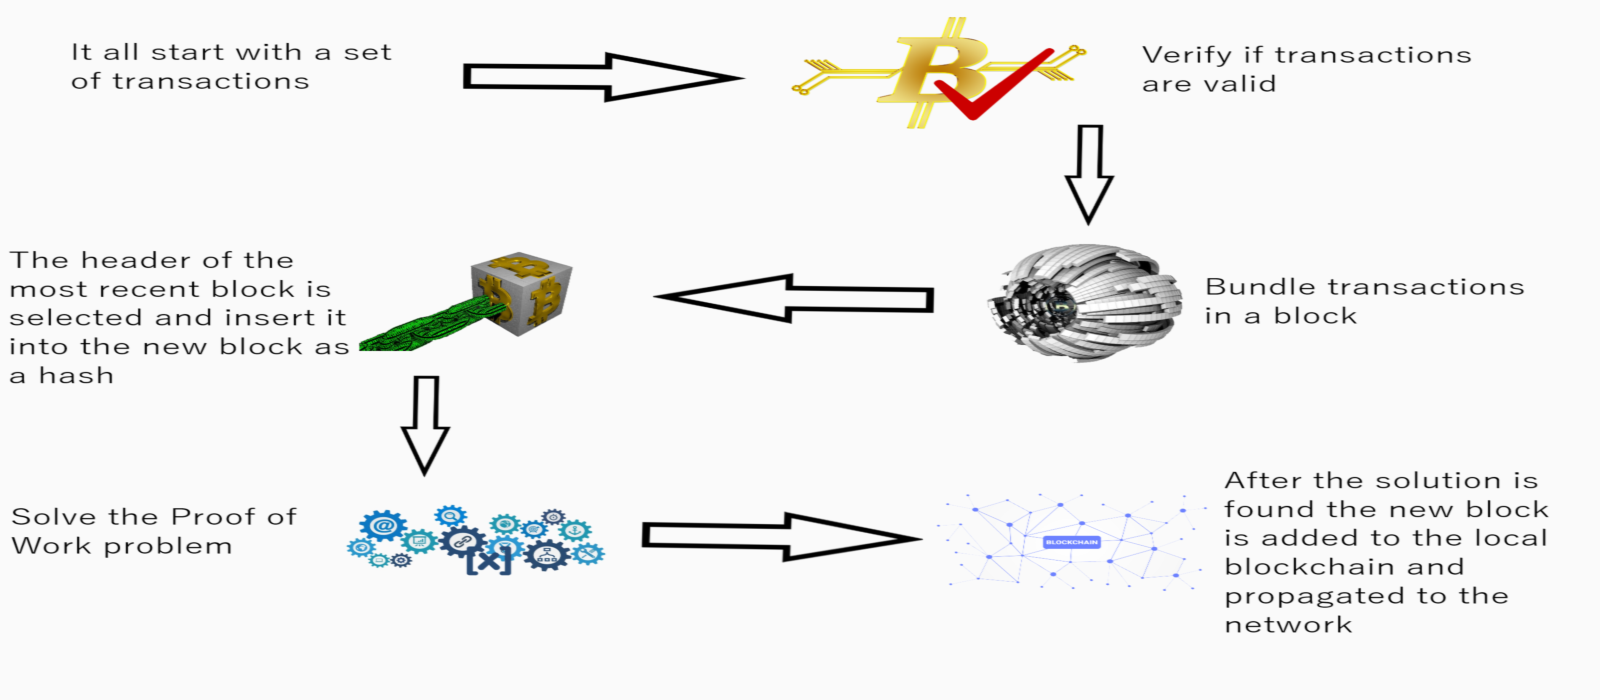 It all start with a set
of transactions
Verify if transactions
are valid
The header of the
most recent block is
selected and insert it
into the new block as
a hash
Bundle transactions
in a block
Solve the Proof of
Work problem
@
[x]
BLOCKCHAIN
After the solution is
found the new block
is added to the local
blockchain and
propagated to the
network